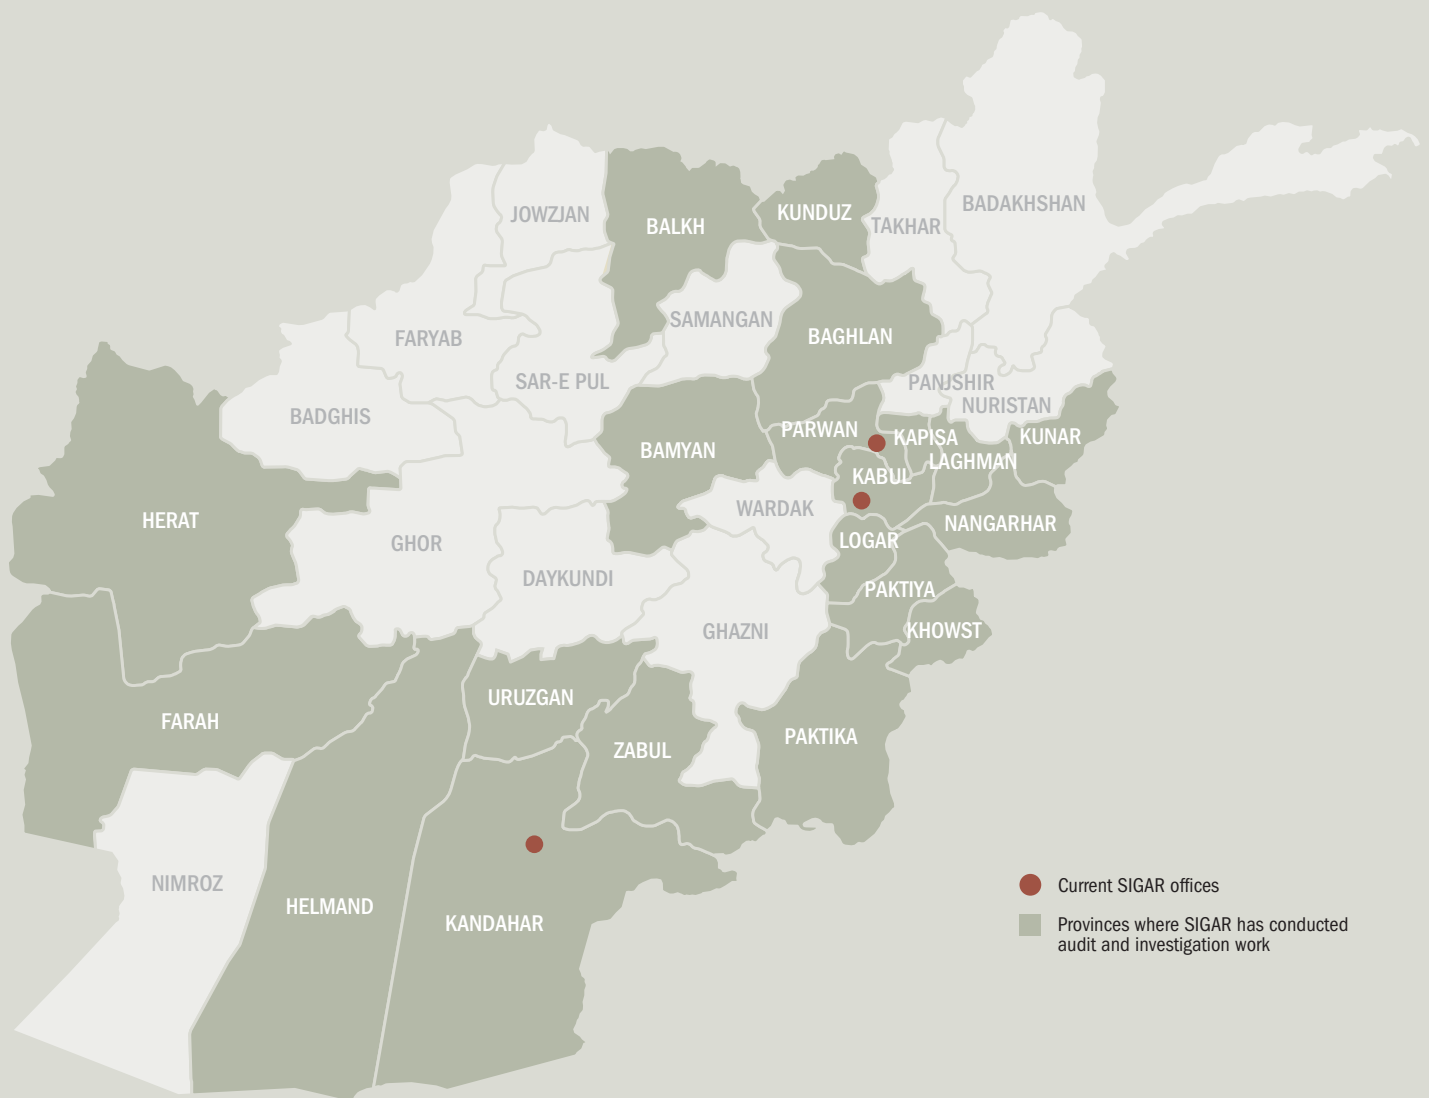 BADAKHSHAN
JOWZJAN
KUNDUZ
BALKH
TAKHAR
SAMANGAN
FARYAB
BAGHLAN
SAR-E PUL
PANJSHIR
NURISTAN
BADGHIS
PARWAN
KAPISA
KUNAR
BAMYAN
LAGHMAN
KABUL
WARDAK
HERAT
NANGARHAR
GHOR
LOGAR
DAYKUNDI
PAKTIYA
GHAZNI
KHOWST
URUZGAN
FARAH
PAKTIKA
ZABUL
NIMROZ
HELMAND
KANDAHAR
Current SIGAR offices
Provinces where SIGAR has conducted
audit and investigation work